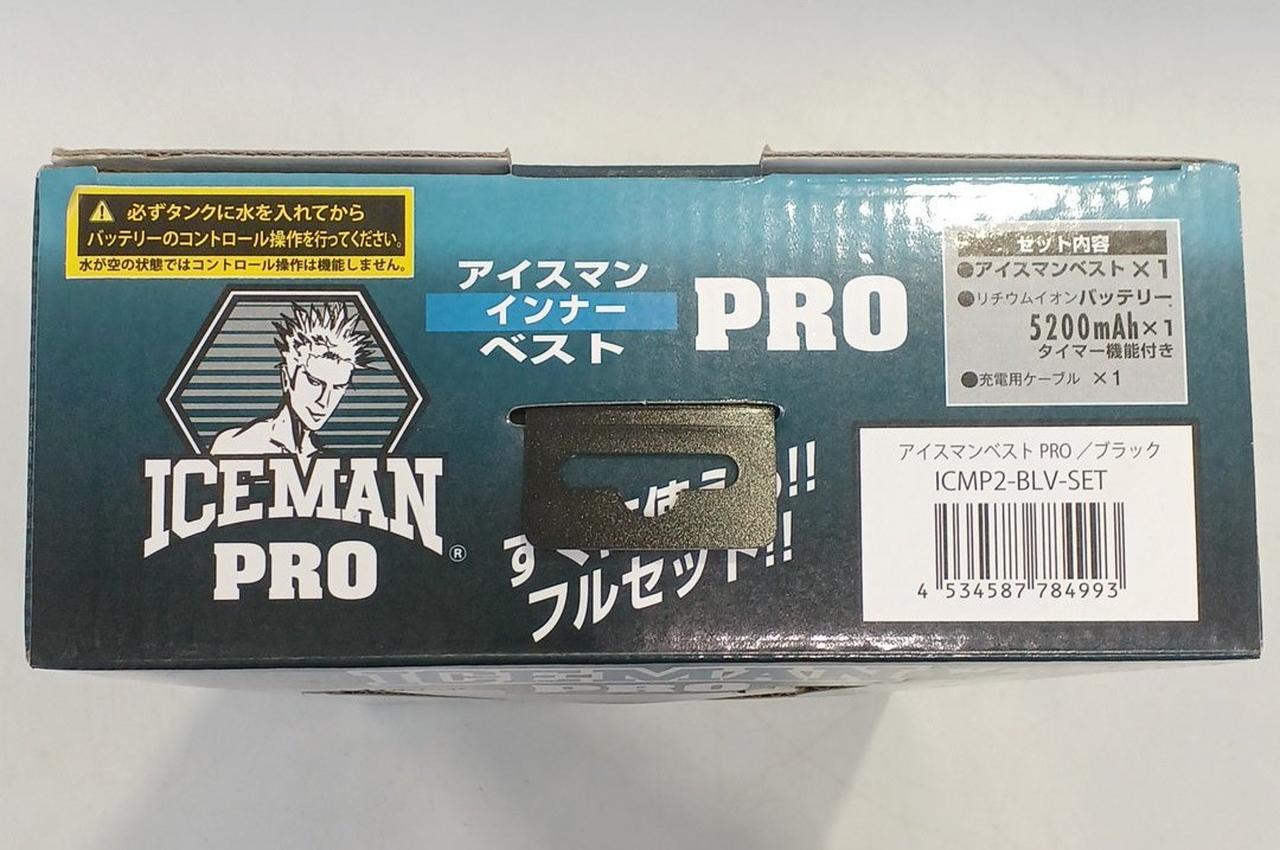 必ずタンクに水を入れてから
バッテリーのコントロール操作を行ってください。
水が空の状態ではコントロール操作は機能しません。
アイスマン
インナー
ベスト
PRO
セット内容
●アイスマンベスト×1
●リチウムイオンバッテリー
5200mAh×1
タイマー機能付き
●充電用ケーブル ×1
ICEMAN
PRO
®
フルセット!!
アイスマンベスト PRO／ブラック
ICMP2-BLV-SET
4 534587 784993
ICEMAN
PRO